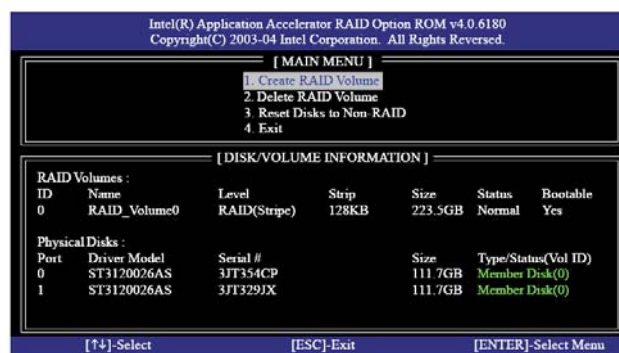 Intel(R) Application Accelerator RAID Option ROM v4.0.6180
Copyright(C) 2003-04 Intel Corporation. All Rights Reversed.
[ MAIN MENU ]
1. Create RAID Volume
2. Delete RAID Volume
3. Reset Disks to Non-RAID
4. Exit
[ DISK/VOLUME INFORMATION ]
RAID Volumes :
ID Name Level Strip Size Status Bootable
0 RAID_Volume0 RAID(Stripe) 128KB 223.5GB Normal Yes
Physical Disks :
Port Driver Model Serial # Size Type/Status(Vol ID)
0 ST3120026AS 3JT354CP 111.7GB Member Disk(0)
1 ST3120026AS 3JT329JX 111.7GB Member Disk(0)
[↑↓]-Select [ESC]-Exit [ENTER]-Select Menu